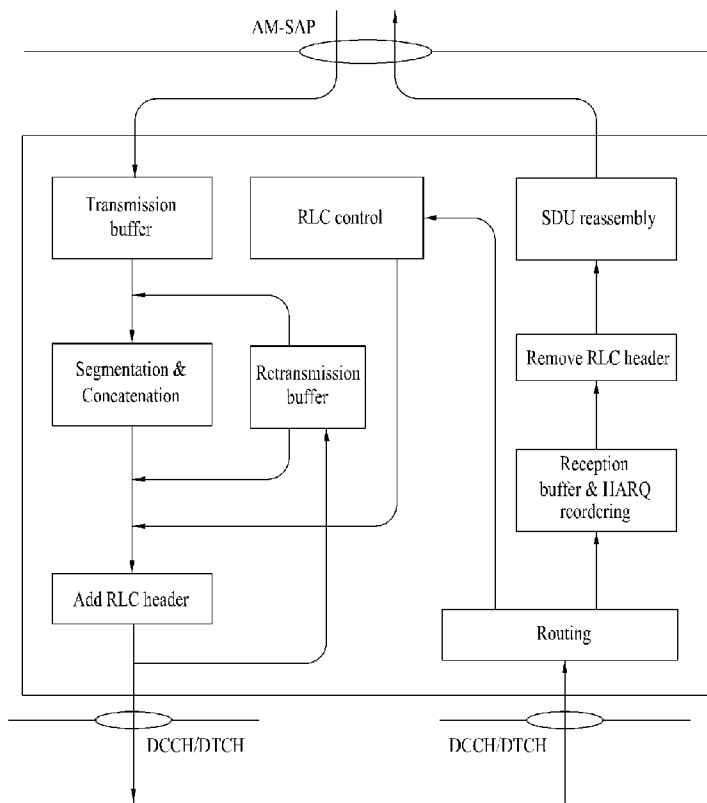 AM-SAP
Transmission
buffer
RLC control
SDU reassembly
Segmentation &
Concatenation
Retransmission
buffer
Remove RLC header
Reception
buffer & HARQ
reordering
Add RLC header
Routing
DCCH/DTCH
DCCH/DTCH